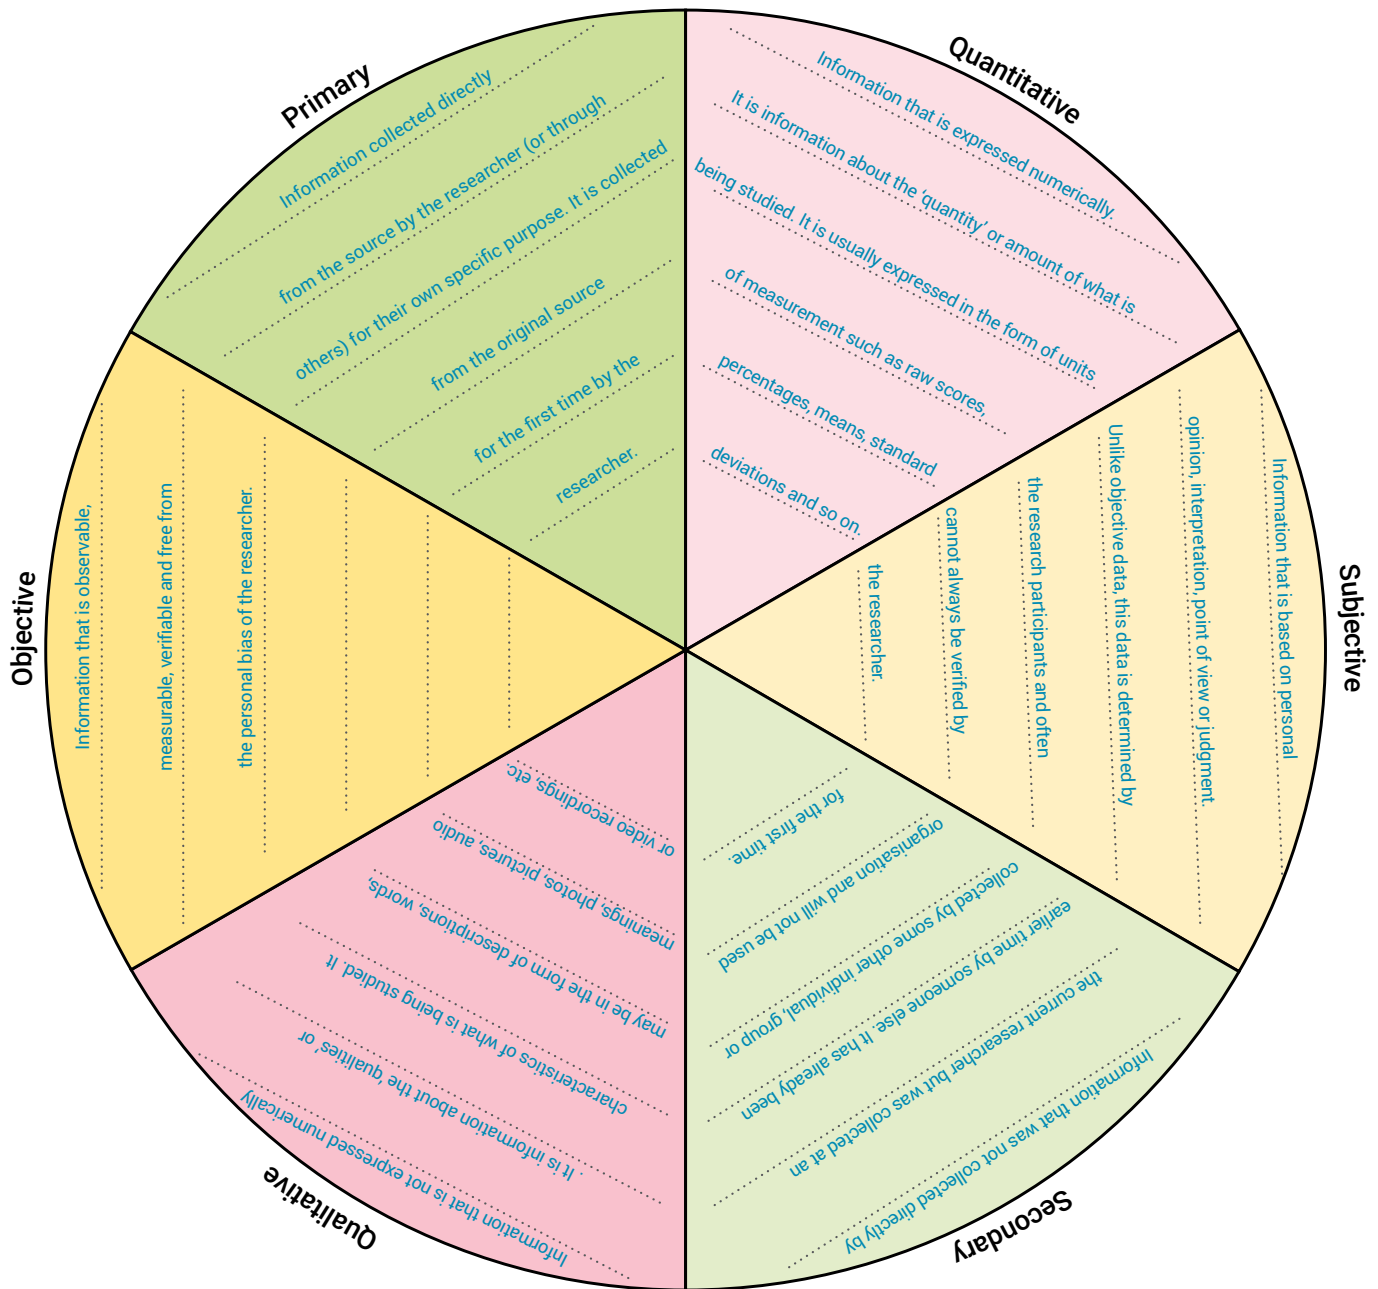 Primary
Information collected directly
from the source by the researcher (or through
others) for their own specific purpose. It is collected
from the original source
for the first time by the
researcher.
Quantitative
Information that is expressed numerically.
It is information about the 'quantity' or amount of what is
being studied. It is usually expressed in the form of units
of measurement such as raw scores,
percentages, means, standard
deviations and so on.
Subjective
Information that is based on personal
opinion, interpretation, point of view or judgment.
Unlike objective data, this data is determined by
the research participants and often
cannot always be verified by
the researcher.
Secondary
Information that was not collected directly by
the current researcher but was collected at an
earlier time by someone else. It has already been
collected by some other individual, group or
organisation and will not be used
for the first time.
Qualitative
Information that is not expressed numerically
. It is information about the 'qualities' or
characteristics of what is being studied. It
may be in the form of descriptions, words,
meanings, photos, pictures, audio
or video recordings, etc.
Objective
Information that is observable,
measurable, verifiable and free from
the personal bias of the researcher.